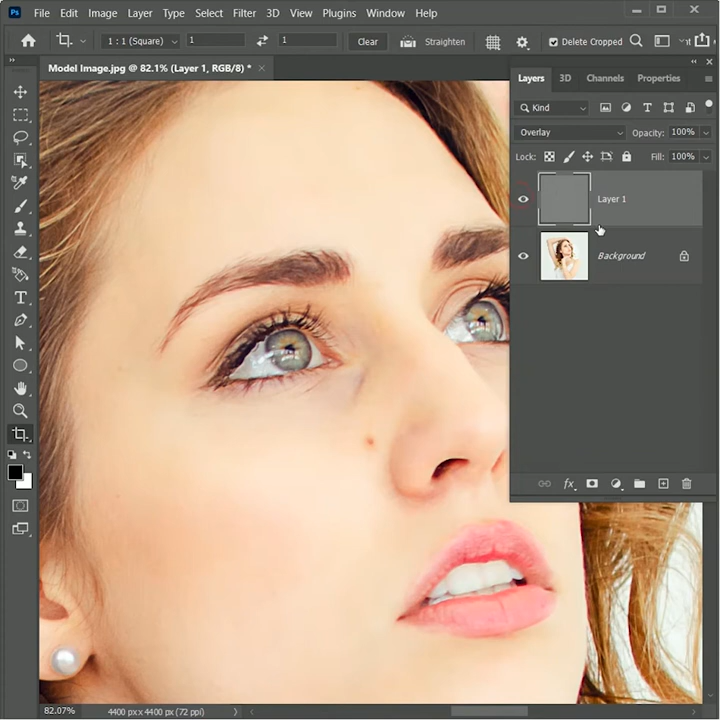 Ps File Edit Image Layer Type Select Filter 3D View Plugins Window Help
1 : 1 (Square) 1 1 Clear Straighten Delete Cropped
Model Image.jpg @ 82.1% (Layer 1, RGB/8) *
Layers 3D Channels Properties
Kind
Overlay Opacity: 100%
Lock: Fill: 100%
Layer 1
Background
fx
82.07% 4400 px x 4400 px (72 ppi)